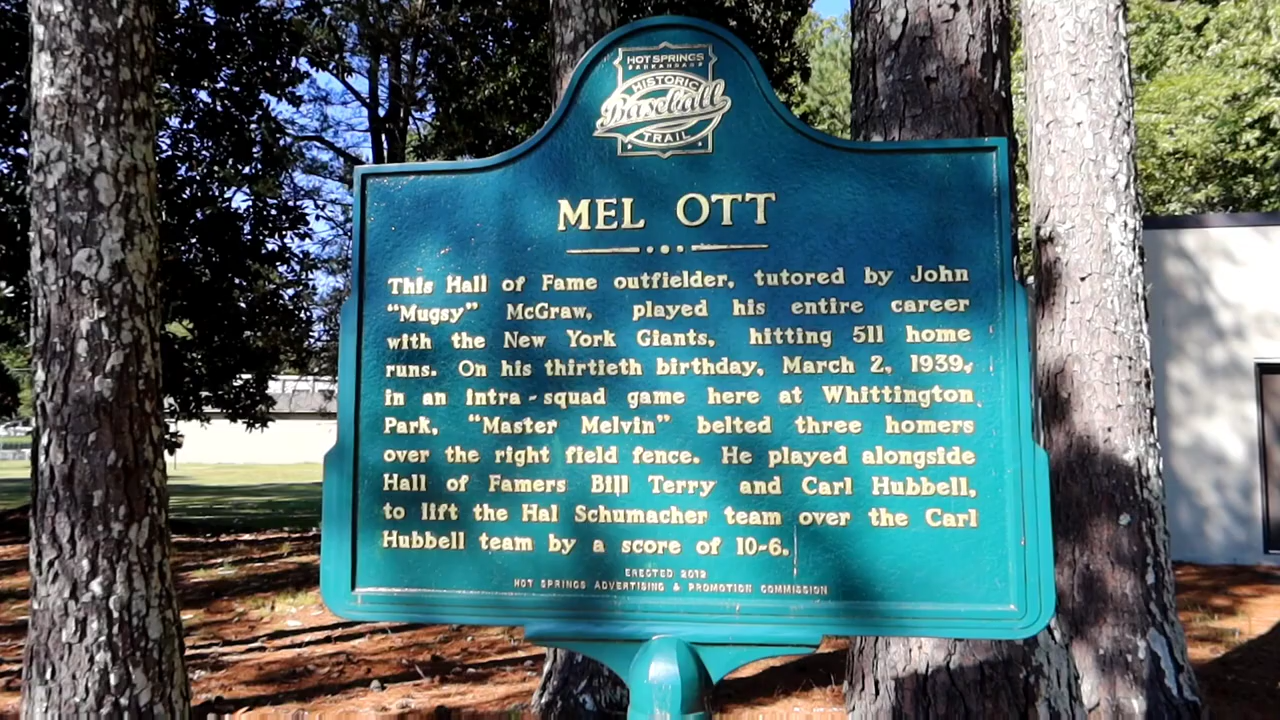 HOT SPRINGS
ARKANSAS
HISTORIC
Baseball
TRAIL
MEL OTT
This Hall of Fame outfielder, tutored by John
“Mugsy” McGraw, played his entire career
with the New York Giants, hitting 511 home
runs. On his thirtieth birthday, March 2, 1939,
in an intra-squad game here at Whittington
Park, “Master Melvin” belted three homers
over the right field fence. He played alongside
Hall of Famers Bill Terry and Carl Hubbell,
to lift the Hal Schumacher team over the Carl
Hubbell team by a score of 10-6.
ERECTED 2012
HOT SPRINGS ADVERTISING & PROMOTION COMMISSION